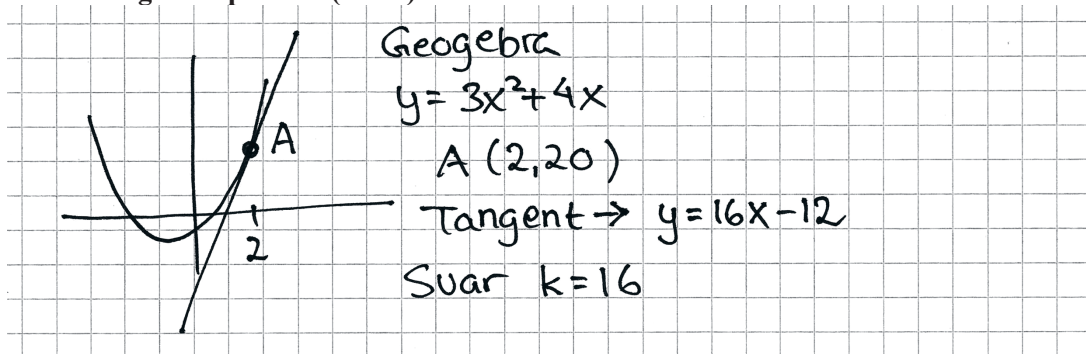 Geogebra
y = 3x²+ 4x
A
A (2,20)
Tangent → y = 16x -12
2
Svar k = 16